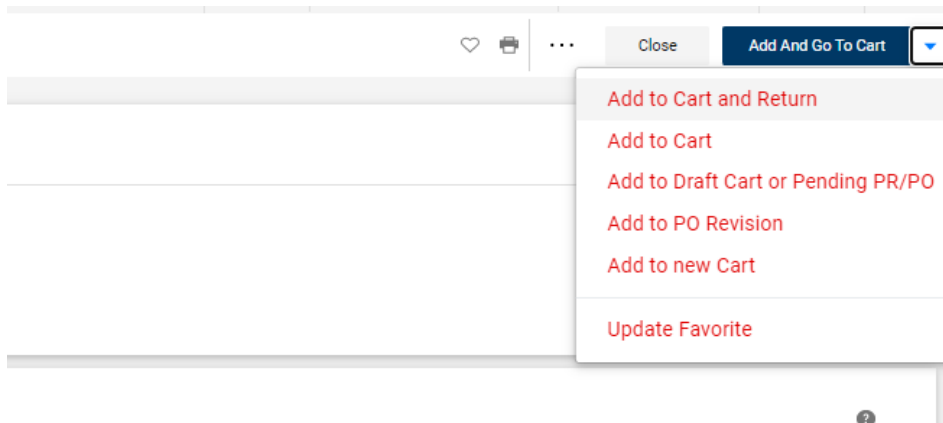 Close
Add And Go To Cart
Add to Cart and Return
Add to Cart
Add to Draft Cart or Pending PR/PO
Add to PO Revision
Add to new Cart
Update Favorite
?